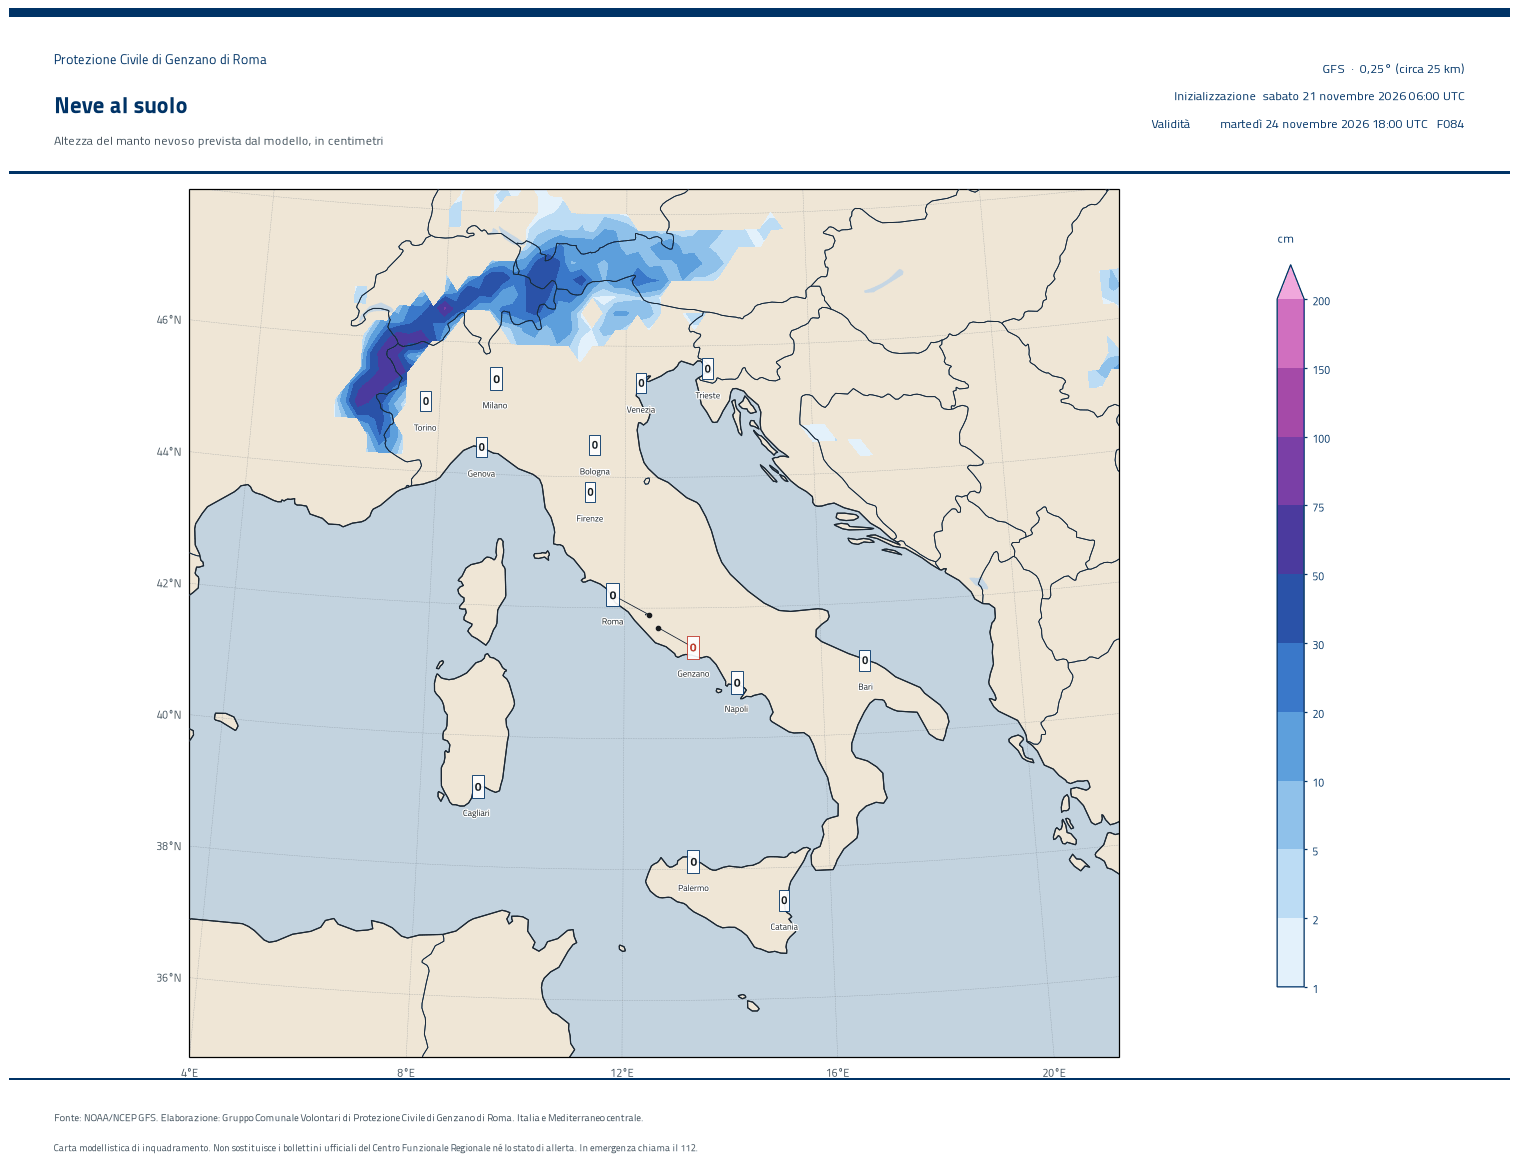 Protezione Civile di Genzano di Roma
Neve al suolo
Altezza del manto nevoso prevista dal modello, in centimetri
GFS · 0,25° (circa 25 km)
Inizializzazione sabato 21 novembre 2026 06:00 UTC
Validità martedì 24 novembre 2026 18:00 UTC F084
cm
200
150
100
75
50
30
20
10
5
2
1
46°N
44°N
42°N
40°N
38°N
36°N
4°E
8°E
12°E
16°E
20°E
0
Trieste
0
Milano
0
Venezia
0
Torino
0
Genova
0
Bologna
0
Firenze
0
Roma
0
Genzano
0
Bari
0
Napoli
0
Cagliari
0
Palermo
0
Catania
Fonte: NOAA/NCEP GFS. Elaborazione: Gruppo Comunale Volontari di Protezione Civile di Genzano di Roma. Italia e Mediterraneo centrale.
Carta modellistica di inquadramento. Non sostituisce i bollettini ufficiali del Centro Funzionale Regionale né lo stato di allerta. In emergenza chiama il 112.